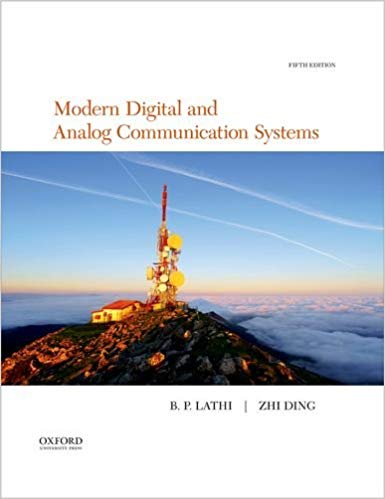 FIFTH EDITION
Modern Digital and
Analog Communication Systems
B. P. LATHI | ZHI DING
OXFORD
UNIVERSITY PRESS